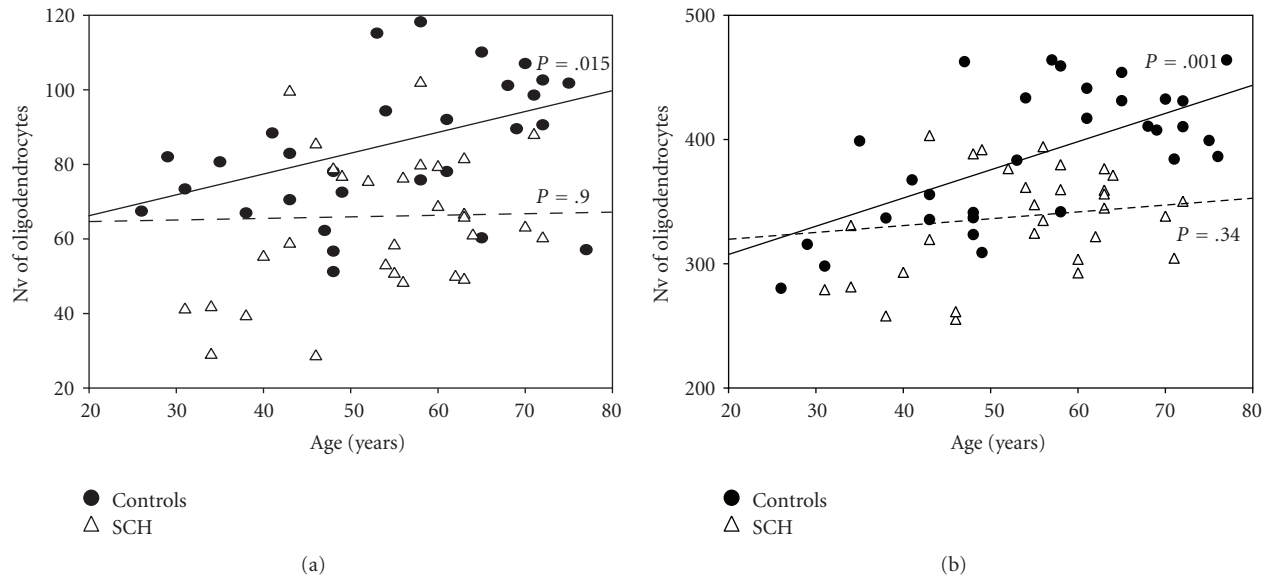 120
100
80
60
40
20
Nv of oligodendrocytes
P = .015
P = .9
20 30 40 50 60 70 80
Age (years)
Controls
SCH
(a)
500
400
300
200
Nv of oligodendrocytes
P = .001
P = .34
20 30 40 50 60 70 80
Age (years)
Controls
SCH
(b)